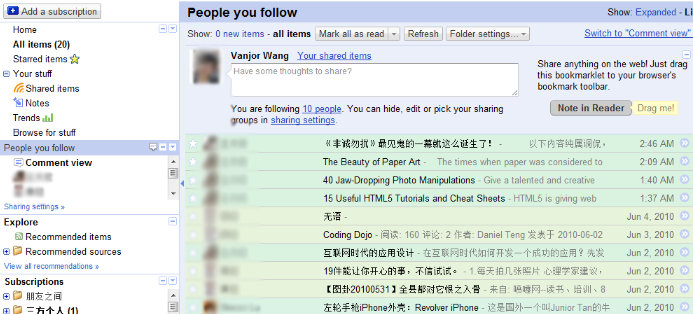 Add a subscription
Home
All items (20)
Starred items
Your stuff
Shared items
Notes
Trends
Browse for stuff
People you follow
Comment view
Sharing settings »
Explore
Recommended items
Recommended sources
View all recommendations »
Subscriptions
朋友之间
三方个人 (1)
People you follow
Show: Expanded - Li
Show: 0 new items - all items
Mark all as read
Refresh
Folder settings...
Switch to "Comment view"
Vanjor Wang Your shared items
Have some thoughts to share?
You are following 10 people. You can hide, edit or pick your sharing
groups in sharing settings.
Share anything on the web! Just drag
this bookmarklet to your browser's
bookmark toolbar.
Note in Reader Drag me!
《非诚勿扰》最见鬼的一幕就这么诞生了! - 以下内容纯属调侃, 2:46 AM
The Beauty of Paper Art - The times when paper was considered to 2:09 AM
40 Jaw-Dropping Photo Manipulations - Give a talented and creative 1:40 AM
15 Useful HTML5 Tutorials and Cheat Sheets - HTML5 is giving web 1:37 AM
无语 - Jun 4, 2010
Coding Dojo - 阅读: 160 评论: 2 作者: Daniel Teng 发表于 2010-06-02 Jun 3, 2010
互联网时代的应用设计 - 在互联网时代如何开发一个成功的应用? 先发 Jun 2, 2010
19件能让你开心的事,不信试试。 - 1.每天拍几张照片 心理学家建议, Jun 2, 2010
【图卦20100531】全县都对它恨之入骨 - 来自: 喷嚏网--读书、培训、8 Jun 2, 2010
左轮手枪iPhone外壳: Revolver iPhone - 这是国外一个叫Junior Tan的牛 Jun 2, 2010